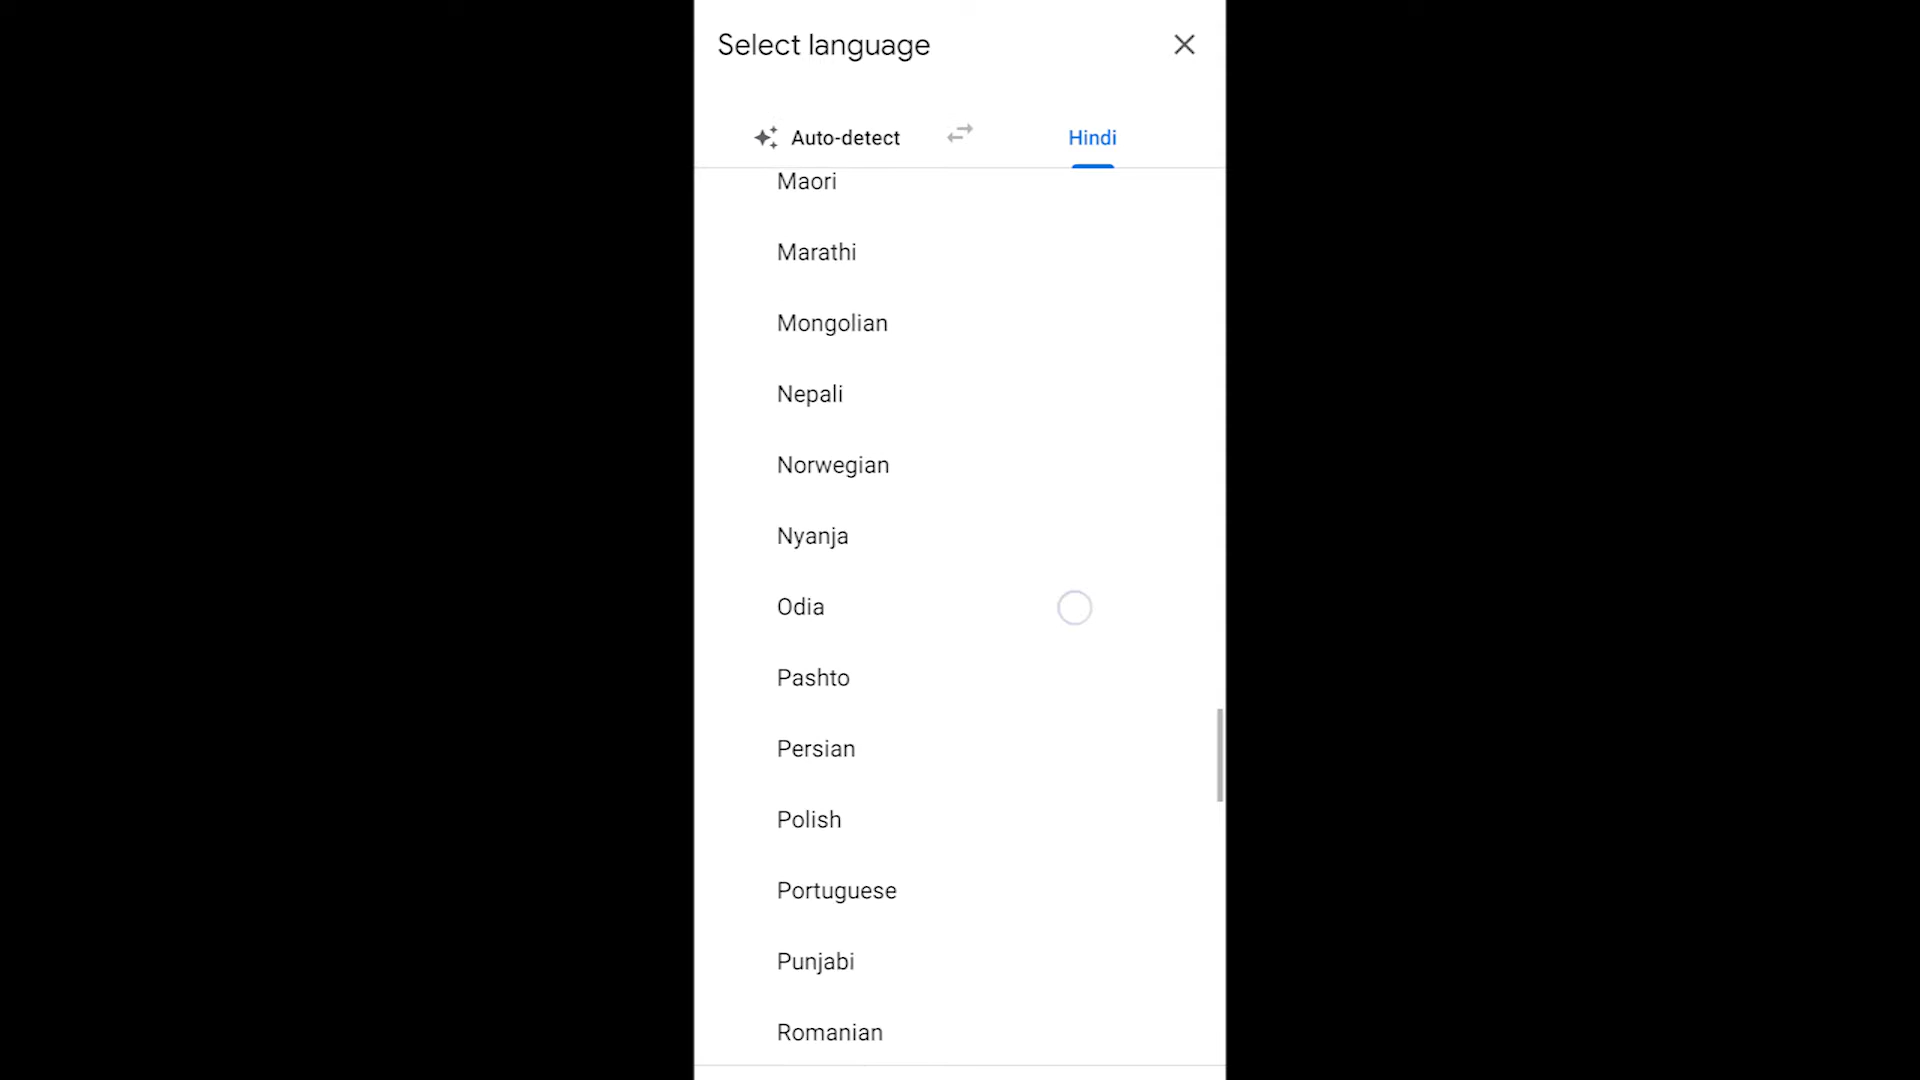 Select language
Auto-detect
Hindi
Maori
Marathi
Mongolian
Nepali
Norwegian
Nyanja
Odia
Pashto
Persian
Polish
Portuguese
Punjabi
Romanian